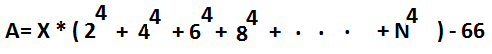 A= X * ( 2⁴ + 4⁴ + 6⁴ + 8⁴ + . . . + N⁴ ) - 66